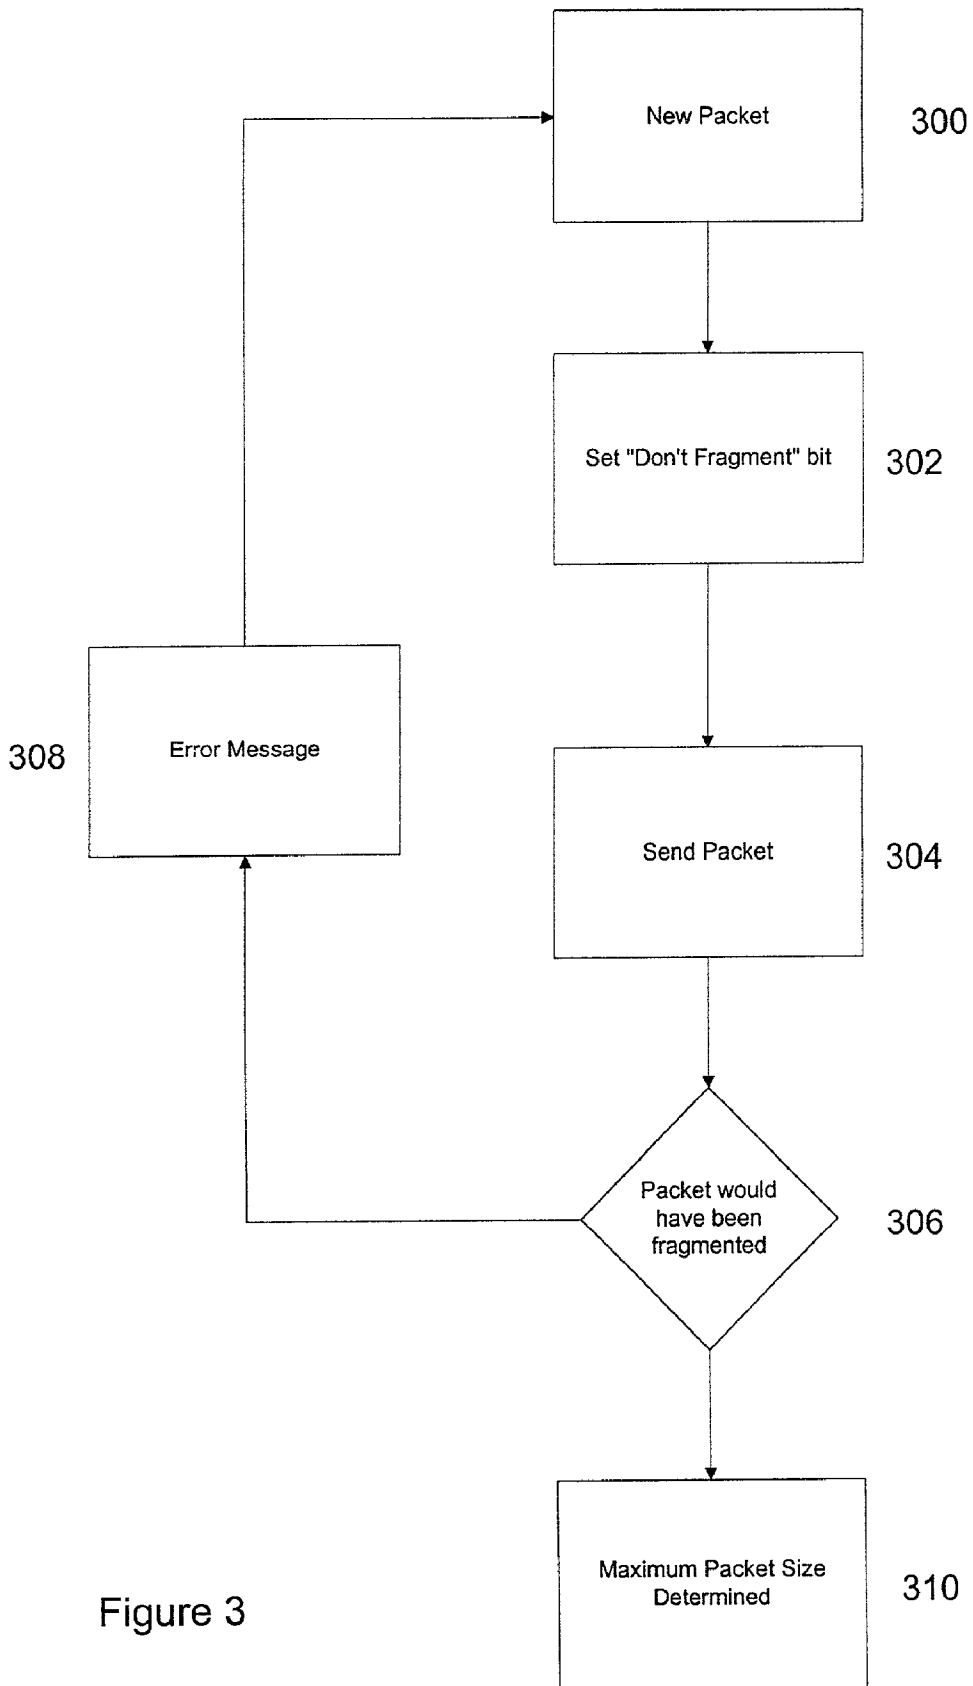 New Packet
300
Set "Don't Fragment" bit
302
308
Error Message
Send Packet
304
Packet would
have been
fragmented
306
Maximum Packet Size
Determined
310
Figure 3